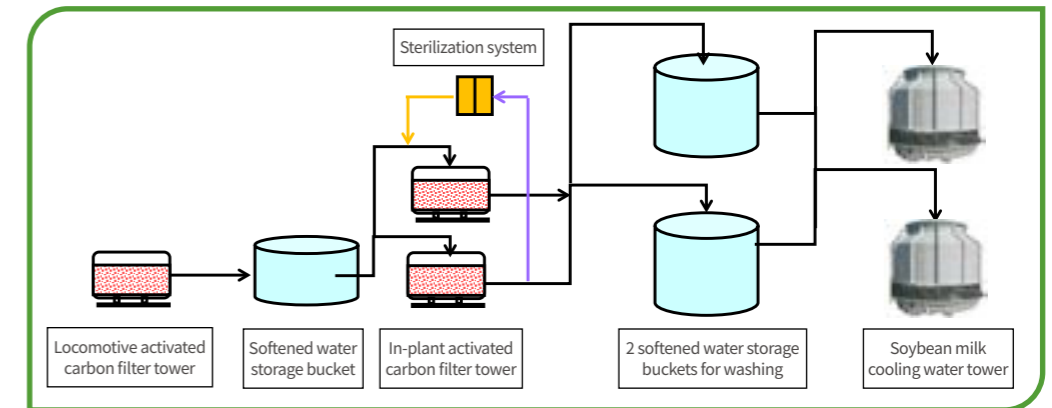 Sterilization system
Locomotive activated
carbon filter tower
Softened water
storage bucket
In-plant activated
carbon filter tower
2 softened water storage
buckets for washing
Soybean milk
cooling water tower